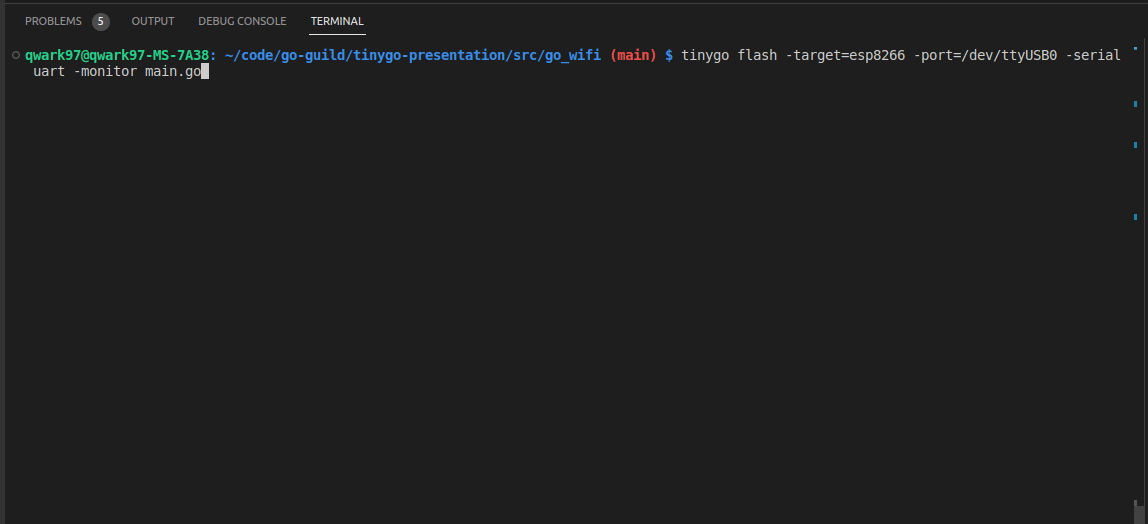 PROBLEMS 5 OUTPUT DEBUG CONSOLE TERMINAL
qwark97@qwark97-MS-7A38: ~/code/go-guild/tinygo-presentation/src/go_wifi (main) $ tinygo flash -target=esp8266 -port=/dev/ttyUSB0 -serial
uart -monitor main.go